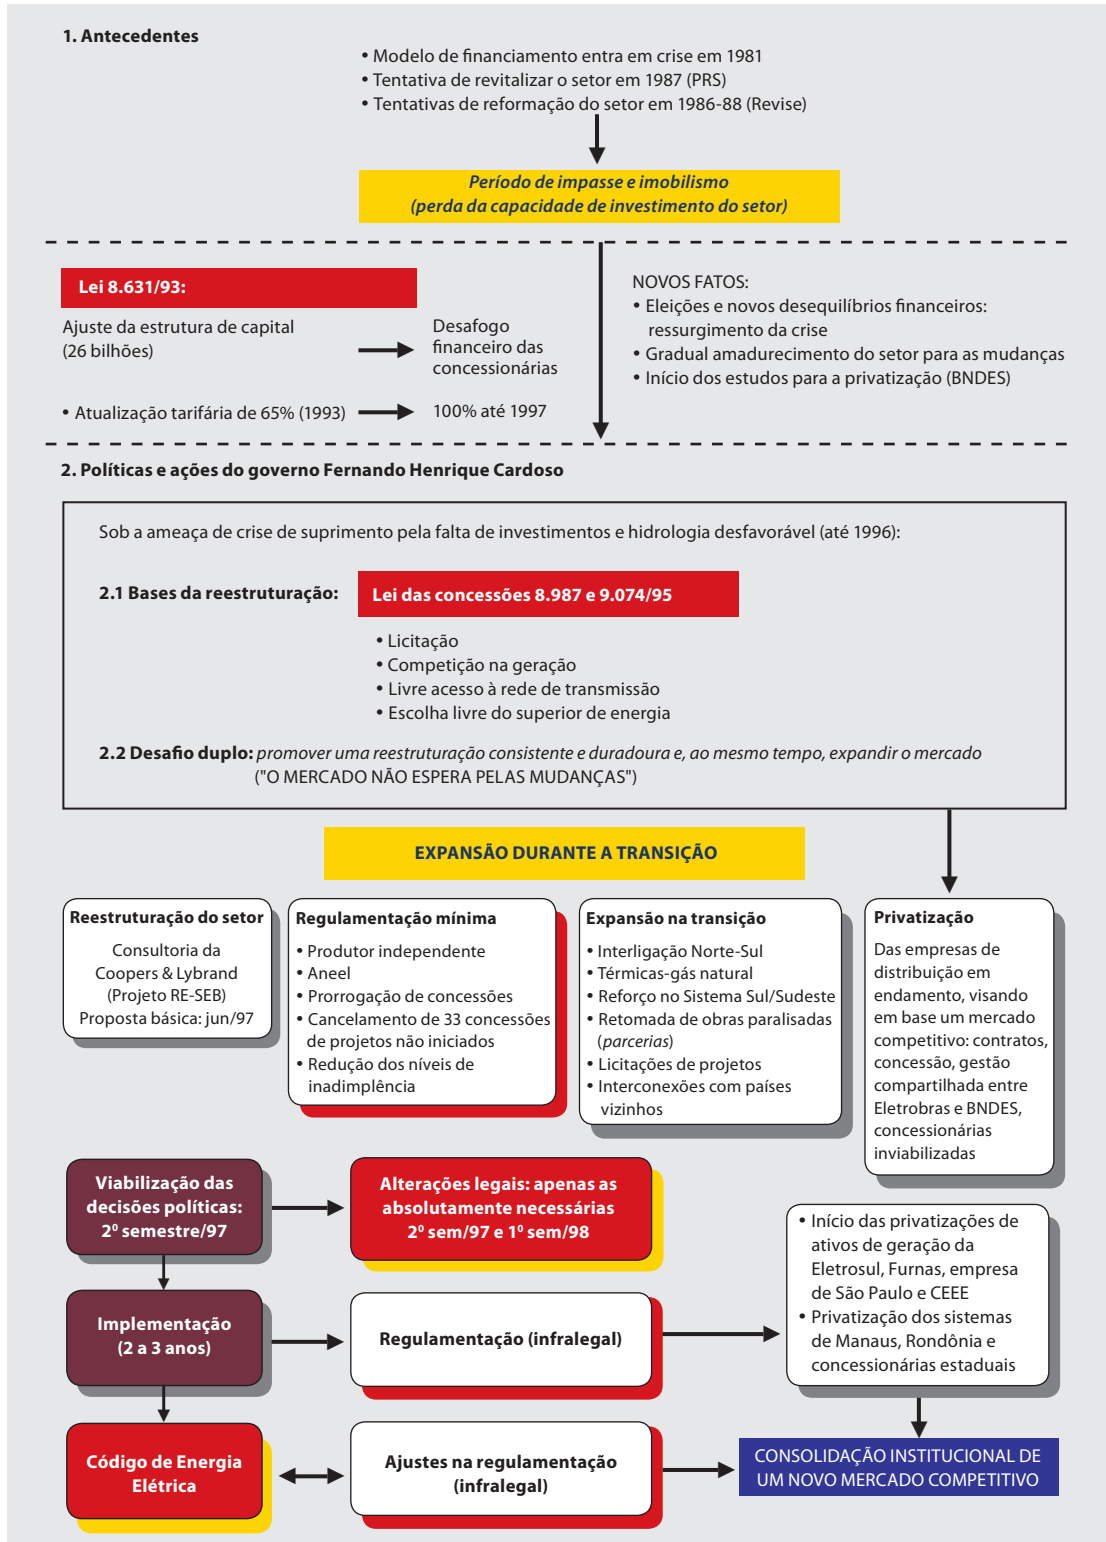 1. Antecedentes
• Modelo de financiamento entra em crise em 1981
• Tentativa de revitalizar o setor em 1987 (PRS)
• Tentativas de reformação do setor em 1986-88 (Revise)
Período de impasse e imobilismo
(perda da capacidade de investimento do setor)
Lei 8.631/93:
Ajuste da estrutura de capital
(26 bilhões)
Desafogo
financeiro das
concessionárias
• Atualização tarifária de 65% (1993)
100% até 1997
NOVOS FATOS:
• Eleições e novos desequilíbrios financeiros:
ressurgimento da crise
• Gradual amadurecimento do setor para as mudanças
• Início dos estudos para a privatização (BNDES)
2. Políticas e ações do governo Fernando Henrique Cardoso
Sob a ameaça de crise de suprimento pela falta de investimentos e hidrologia desfavorável (até 1996):
2.1 Bases da reestruturação:
Lei das concessões 8.987 e 9.074/95
• Licitação
• Competição na geração
• Livre acesso à rede de transmissão
• Escolha livre do superior de energia
2.2 Desafio duplo: promover uma reestruturação consistente e duradoura e, ao mesmo tempo, expandir o mercado
("O MERCADO NÃO ESPERA PELAS MUDANÇAS")
EXPANSÃO DURANTE A TRANSIÇÃO
Reestruturação do setor
Consultoria da
Coopers & Lybrand
(Projeto RE-SEB)
Proposta básica: jun/97
Regulamentação mínima
• Produtor independente
• Aneel
• Prorrogação de concessões
• Cancelamento de 33 concessões
de projetos não iniciados
• Redução dos níveis de
inadimplência
Expansão na transição
• Interligação Norte-Sul
• Térmicas-gás natural
• Reforço no Sistema Sul/Sudeste
• Retomada de obras paralisadas
(parcerias)
• Licitações de projetos
• Interconexões com países
vizinhos
Privatização
Das empresas de
distribuição em
endamento, visando
em base um mercado
competitivo: contratos,
concessão, gestão
compartilhada entre
Eletrobras e BNDES,
concessionárias
inviabilizadas
Viabilização das
decisões políticas:
2º semestre/97
Alterações legais: apenas as
absolutamente necessárias
2º sem/97 e 1º sem/98
Implementação
(2 a 3 anos)
Regulamentação (infralegal)
• Início das privatizações de
ativos de geração da
Eletrosul, Furnas, empresa
de São Paulo e CEEE
• Privatização dos sistemas
de Manaus, Rondônia e
concessionárias estaduais
Código de Energia
Elétrica
Ajustes na regulamentação
(infralegal)
CONSOLIDAÇÃO INSTITUCIONAL DE
UM NOVO MERCADO COMPETITIVO